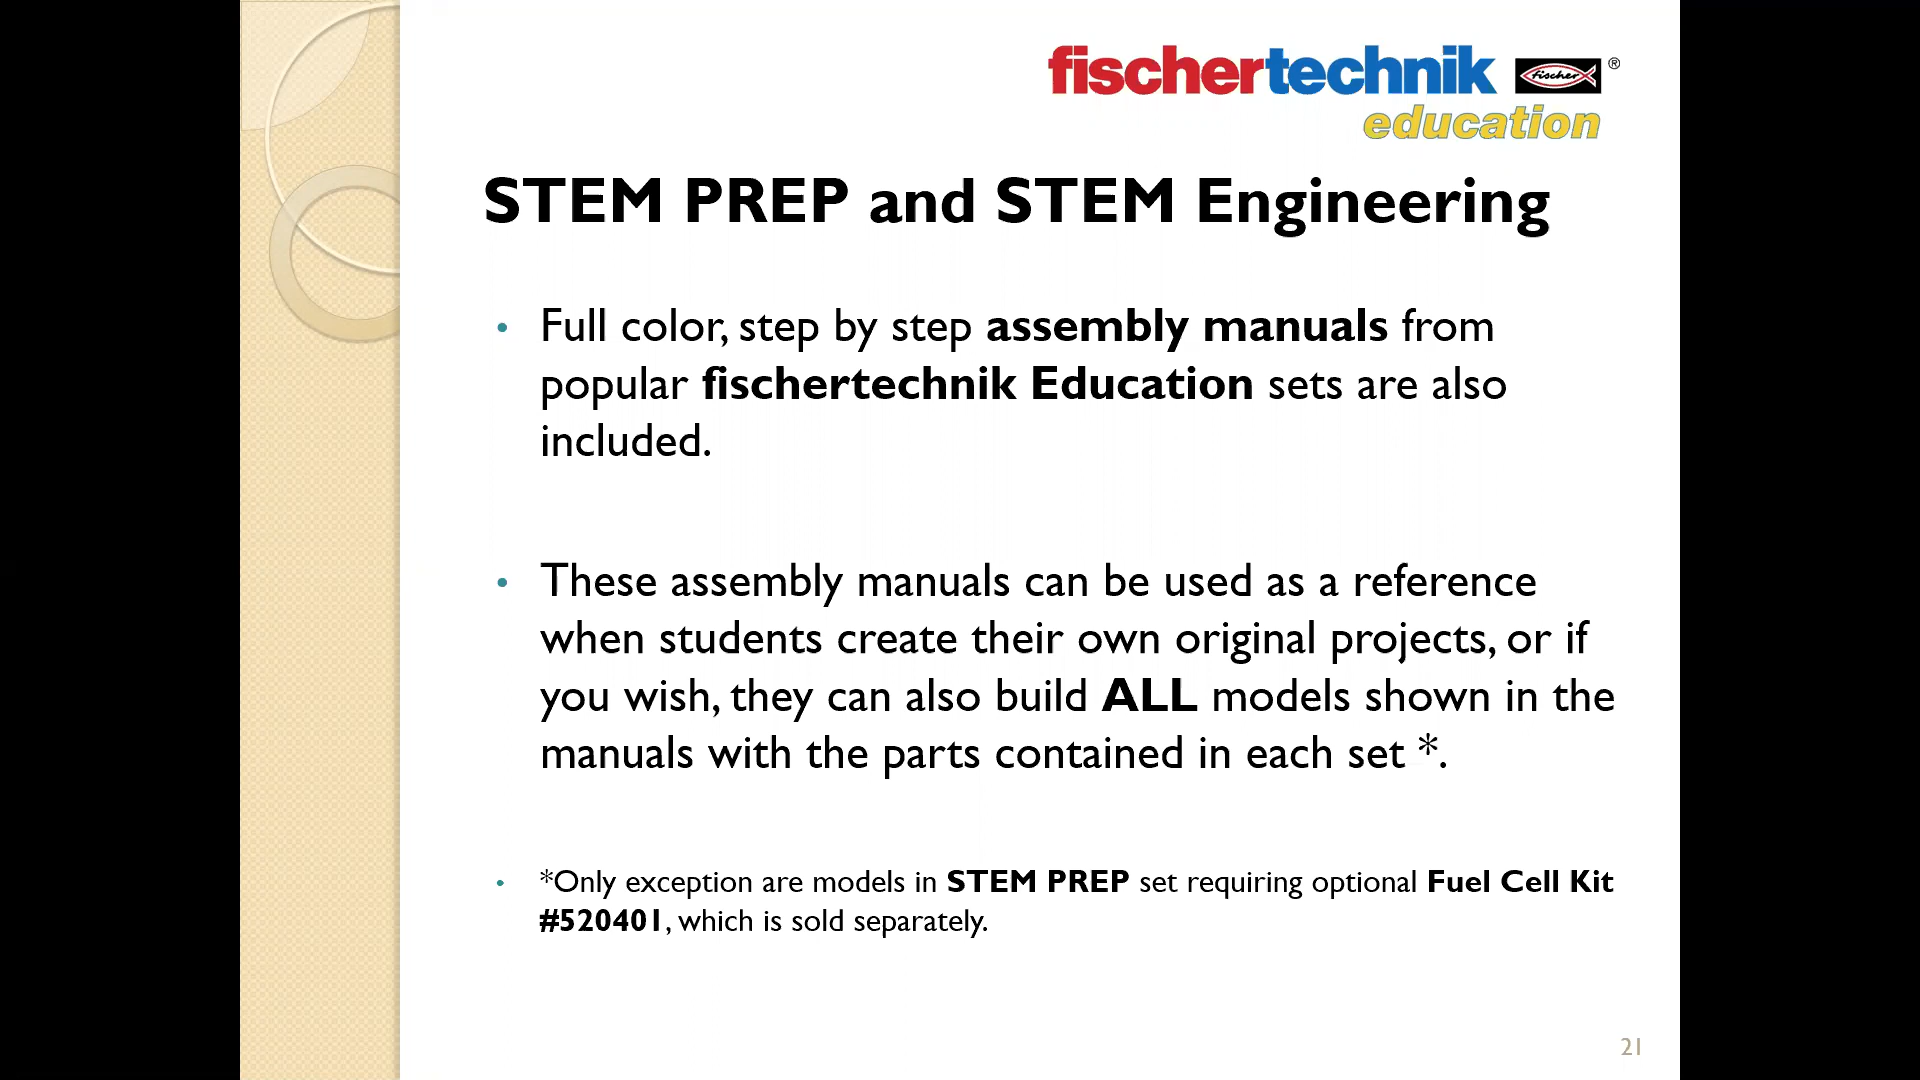 fischertechnik fischer ®
education
STEM PREP and STEM Engineering
• Full color, step by step assembly manuals from
popular fischertechnik Education sets are also
included.
• These assembly manuals can be used as a reference
when students create their own original projects, or if
you wish, they can also build ALL models shown in the
manuals with the parts contained in each set *.
• *Only exception are models in STEM PREP set requiring optional Fuel Cell Kit
#520401, which is sold separately.
21